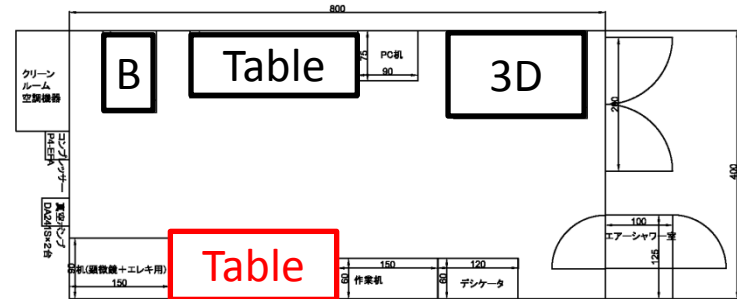 800
B
Table
75
PC机
90
3D
クリーン
ルーム
空調機器
200
400
コンプレッサー
P4-EFA
真空ポンプ
DA241S×2台
机(顕微鏡+エレキ用)
150
Table
60
150
作業机
60
120
デシケータ
100
エアーシャワー室
125